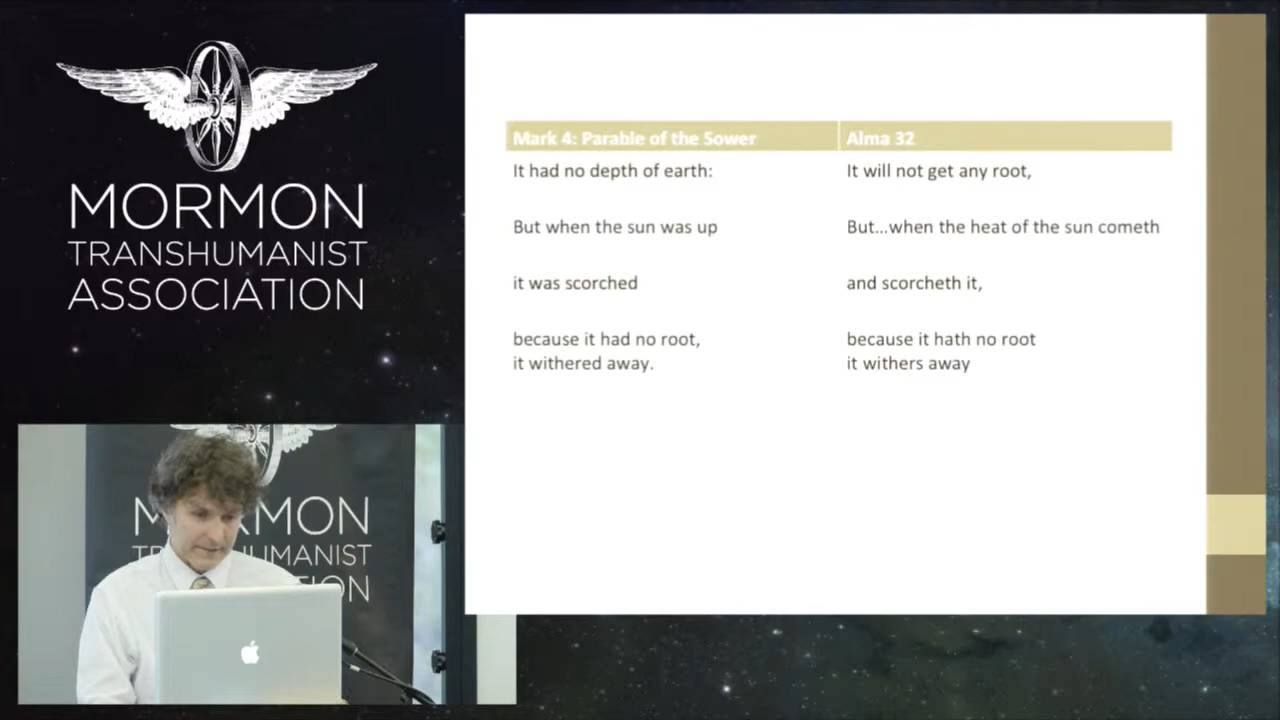 MORMON
TRANSHUMANIST
ASSOCIATION
Mark 4: Parable of the Sower
Alma 32
It had no depth of earth:
It will not get any root,
But when the sun was up
But...when the heat of the sun cometh
it was scorched
and scorcheth it,
because it had no root,
it withered away.
because it hath no root
it withers away
MORMON
TRANSHUMANIST